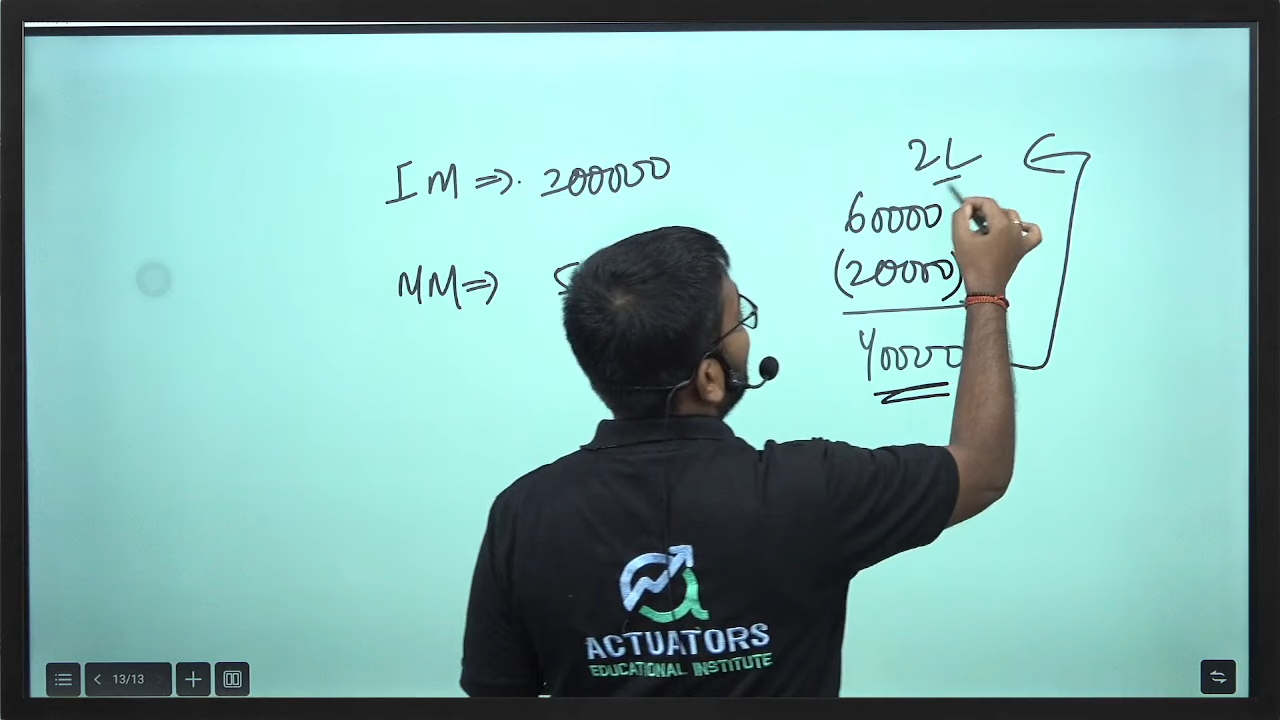 IM ⇒ 200000
MM ⇒
2L
60000
(20000)
40000
ACTUATORS
EDUCATIONAL INSTITUTE
13/13